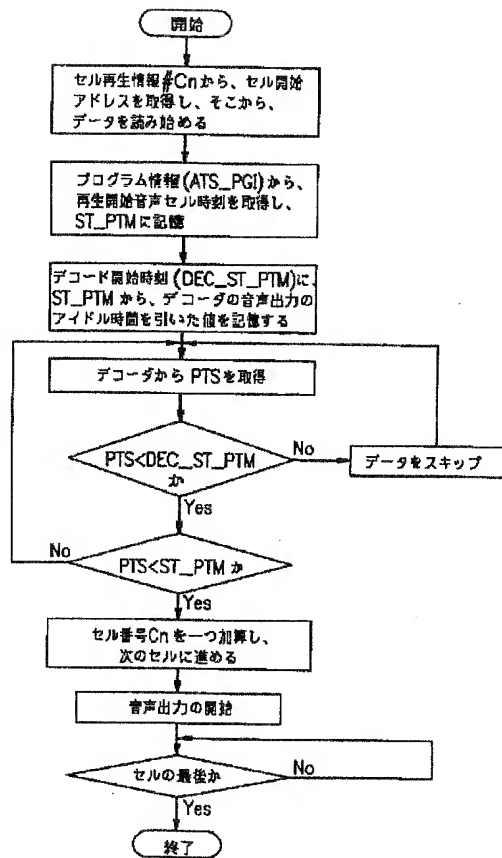 開始
セル再生情報#Cnから、セル開始
アドレスを取得し、そこから、
データを読み始める
プログラム情報(ATS_PGI)から、
再生開始音声セル時刻を取得し、
ST_PTMに記憶
デコード開始時刻(DEC_ST_PTM)に、
ST_PTMから、デコーダの音声出力の
アイドル時間を引いた値を記憶する
デコーダからPTSを取得
PTS<DEC_ST_PTM
か
No
データをスキップ
Yes
No
PTS<ST_PTMか
Yes
セル番号Cnを一つ加算し、
次のセルに進める
音声出力の開始
セルの最後か
No
Yes
終了